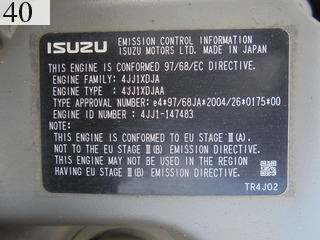 40
ISUZU EMISSION CONTROL INFORMATION
ISUZU MOTORS LTD. MADE IN JAPAN
THIS ENGINE IS CONFORMED 97/68/EC DIRECTIVE.
ENGINE FAMILY: 4JJ1XDJA
ENGINE TYPE : 4JJ1XDJAA
TYPE APPROVAL NUMBER: e4*97/68JA*2004/26*0175*00
ENGINE ID NUMBER : 4JJ1-147483
NOTE:
THIS ENGINE IS CONFORMED TO EU STAGE Ⅲ(A).
DO NOT TO THE
EU STAGE Ⅲ(B) EMISSION DIRECTIVE.
THIS ENGINE MAY NOT BE USED IN THE REGION
HAVING EU STAGE Ⅲ(B) EMISSION DIRECTIVE.
TR4J02